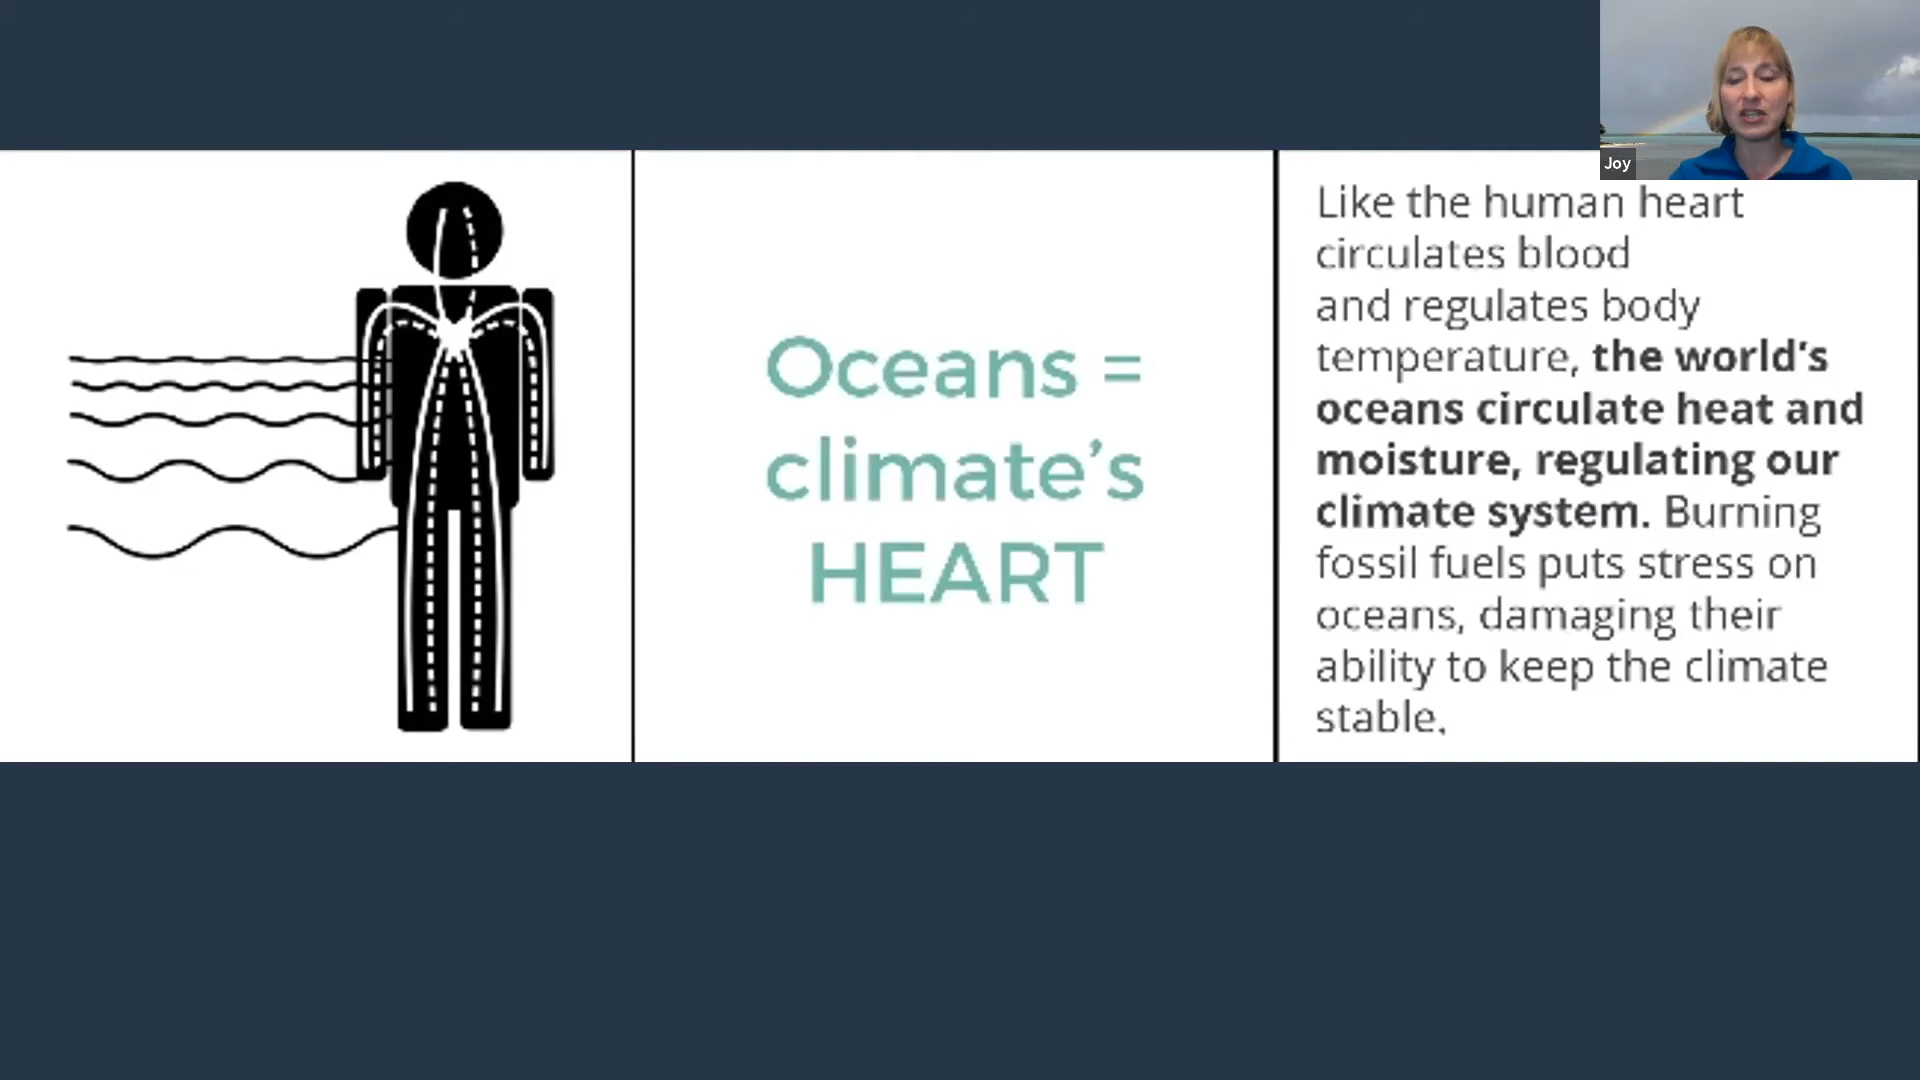 Joy
Oceans =
climate's
HEART
Like the human heart
circulates blood
and regulates body
temperature, the world's
oceans circulate heat and
moisture, regulating our
climate system. Burning
fossil fuels puts stress on
oceans, damaging their
ability to keep the climate
stable.